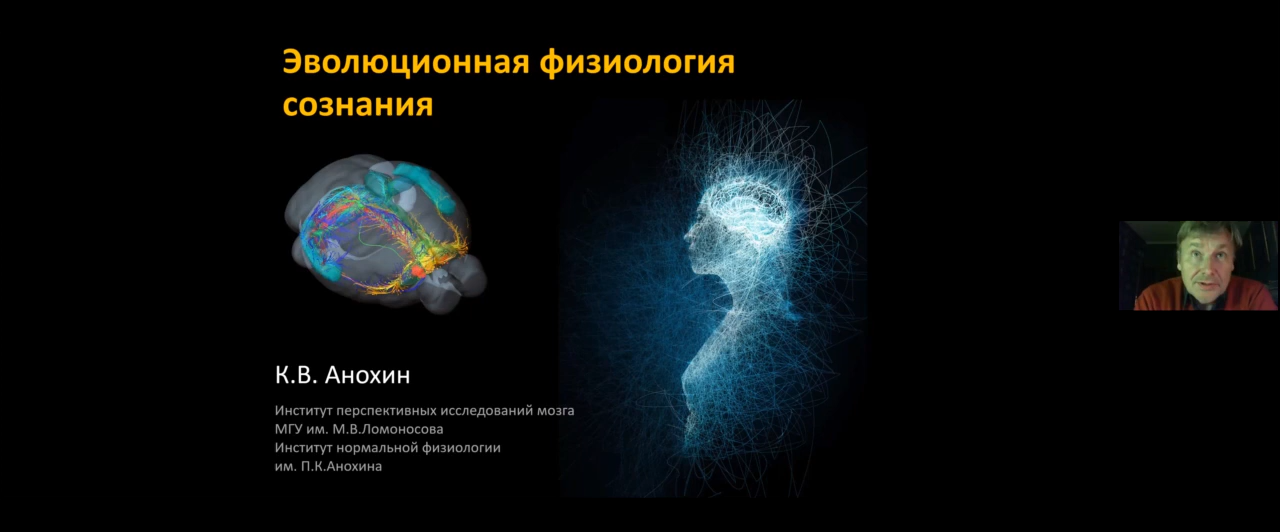 Эволюционная физиология
сознания
К.В. Анохин
Институт перспективных исследований мозга
МГУ им. М.В.Ломоносова
Институт нормальной физиологии
им. П.К.Анохина